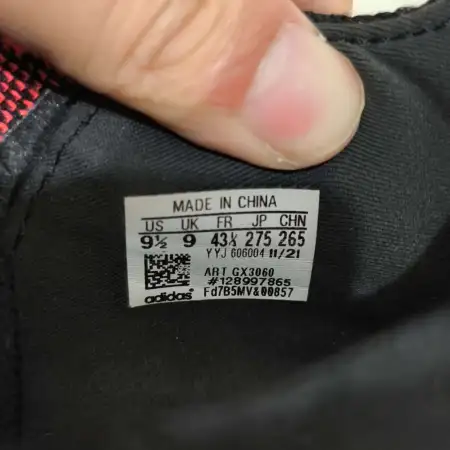 MADE IN CHINA
US UK FR JP CHN
9½ 9 43⅓ 275 265
YYJ 606004 11/21
ART GX3060
#128997865
adidas Fd7B5MV&00857